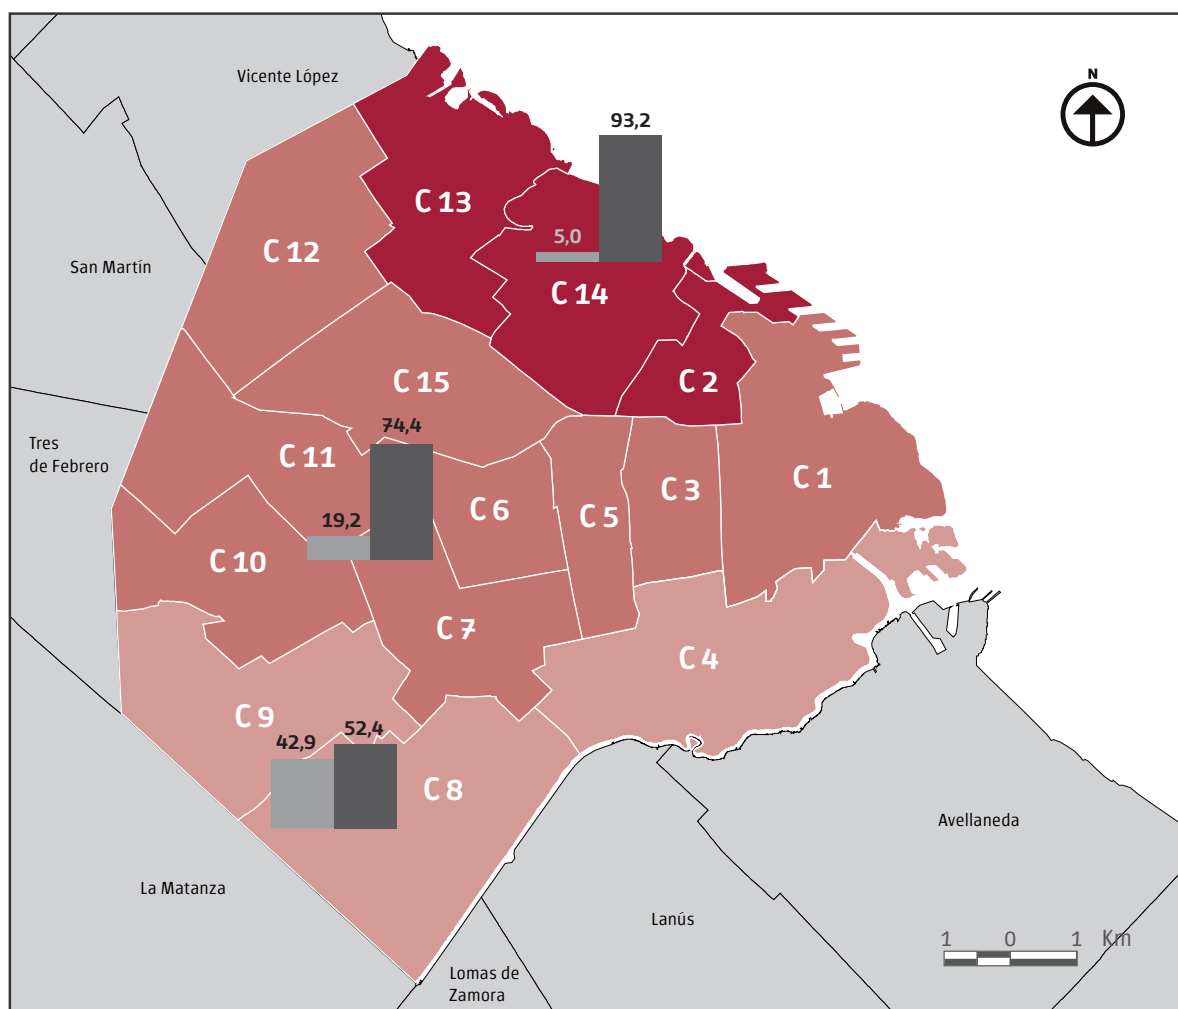 Vicente López
N
93,2
C 13
5,0
C 12
San Martín
C 14
C 15
C 2
74,4
Tres
de Febrero
C 11
C 6
C 5
C 3
C 1
19,2
C 10
C 7
C 4
C 9
42,9
52,4
C 8
Avellaneda
La Matanza
Lanús
1 0 1 Km
Lomas de
Zamora